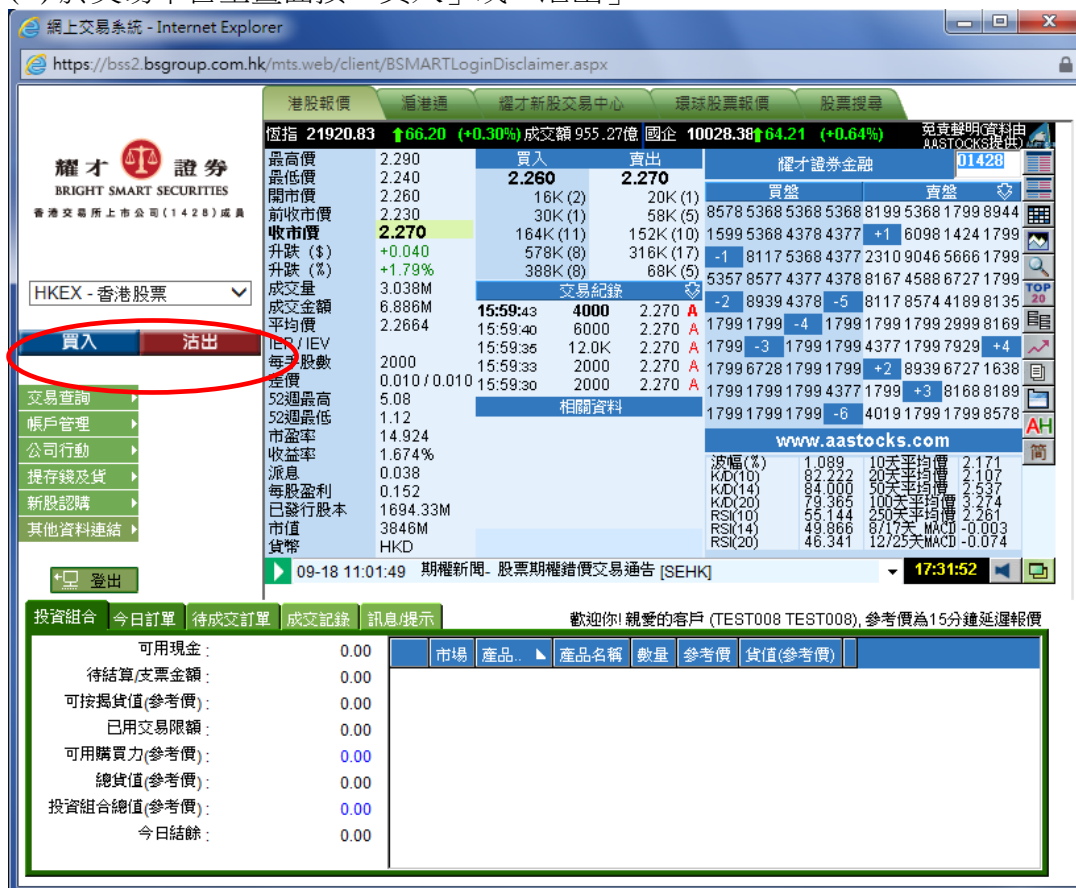 網上交易系統 - Internet Explorer
https://bss2.bsgroup.com.hk/mts.web/client/BSMARTLoginDisclaimer.aspx
耀才 證券
BRIGHT SMART SECURITIES
香港交易所上市公司(1428)成員
HKEX - 香港股票
買入 沽出
交易查詢
帳戶管理
公司行動
提存錢及貨
新股認購
其他資料連結
登出
港股報價 滬港通 耀才新股交易中心 環球股票報價 股票搜尋
恆指 21920.83 66.20 (+0.30%) 成交額 955.27億 國企 10028.38 64.21 (+0.64%) 免責聲明(資料由AASTOCKS提供)
最高價 2.290
最低價 2.240
開市價 2.260
前收市價 2.230
收市價 2.270
升跌 ($) +0.040
升跌 (%) +1.79%
成交量 3.038M
成交金額 6.886M
平均價 2.2664
IEP / IEV
每手股數 2000
差價 0.010 / 0.010
52週最高 5.08
52週最低 1.12
市盈率 14.924
收益率 1.674%
派息 0.038
每股盈利 0.152
已發行股本 1694.33M
市值 3846M
貨幣 HKD
買入 賣出
2.260 2.270
16K (2) 20K (1)
30K (1) 58K (5)
164K (11) 152K (10)
578K (8) 316K (17)
388K (8) 68K (5)
交易紀錄
15:59:43 4000 2.270 A
15:59:40 6000 2.270 A
15:59:35 12.0K 2.270 A
15:59:33 2000 2.270 A
15:59:30 2000 2.270 A
相關資料
耀才證券金融 01428
買盤 賣盤
8578 5368 5368 5368 8199 5368 1799 8944
1599 5368 4378 4377 +1 6098 1424 1799
-1 8117 5368 4377 2310 9046 5666 1799
5357 8577 4377 4378 8167 4588 6727 1799
-2 8939 4378 -5 8117 8574 4189 8135
1799 1799 -4 1799 1799 1799 2999 8169
1799 -3 1799 1799 4377 1799 7929 +4
1799 6728 1799 1799 +2 8939 6727 1638
1799 1799 1799 4377 1799 +3 8168 8189
1799 1799 1799 -6 4019 1799 1799 8578
www.aastocks.com
波幅(%) 1.089 10天平均價 2.171
K/D(10) 82.222 20天平均價 2.107
K/D(14) 84.000 50天平均價 2.537
K/D(20) 79.365 100天平均價 3.274
RSI(10) 55.144 250天平均價 2.261
RSI(14) 49.866 8/17天 MACD -0.003
RSI(20) 46.341 12/25天MACD -0.074
TOP
20
AH
簡
09-18 11:01:49 期權新聞- 股票期權錯價交易通告 [SEHK] 17:31:52
投資組合 今日訂單 待成交訂單 成交記錄 訊息/提示 歡迎你! 親愛的客戶 (TEST008 TEST008), 參考價為15分鐘延遲報價
可用現金 : 0.00
待結算/支票金額 : 0.00
可按揭貨值(參考價) : 0.00
已用交易限額 : 0.00
可用購買力(參考價) : 0.00
總貨值(參考價) : 0.00
投資組合總值(參考價) : 0.00
今日結餘 : 0.00
市場 產品.. 產品名稱 數量 參考價 貨值(參考價)